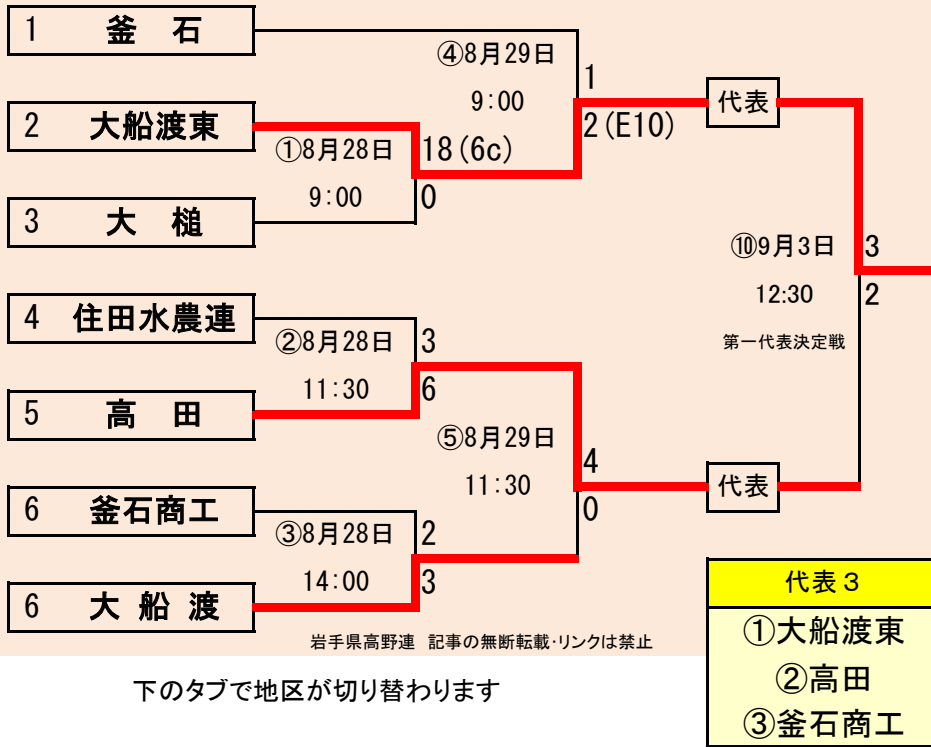 1 釜 石
④8月29日
9:00
1
2(E10)
代表
2 大船渡東
①8月28日
9:00
18(6c)
0
3 大 槌
⑩9月3日
12:30
第一代表決定戦
3
2
4 住田水農連
②8月28日
11:30
3
6
5 高 田
⑤8月29日
11:30
4
0
代表
6 釜石商工
③8月28日
14:00
2
3
6 大 船 渡
岩手県高野連 記事の無断転載・リンクは禁止
下のタブで地区が切り替わります
代表3
①大船渡東
②高田
③釜石商工